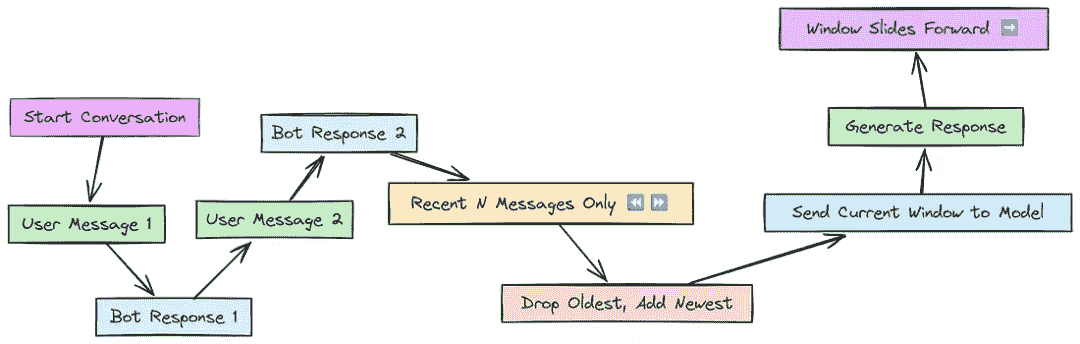 Start Conversation
User Message 1
Bot Response 1
User Message 2
Bot Response 2
Recent N Messages Only ⏪ ⏩
Drop Oldest, Add Newest
Send Current Window to Model
Generate Response
Window Slides Forward ➡️